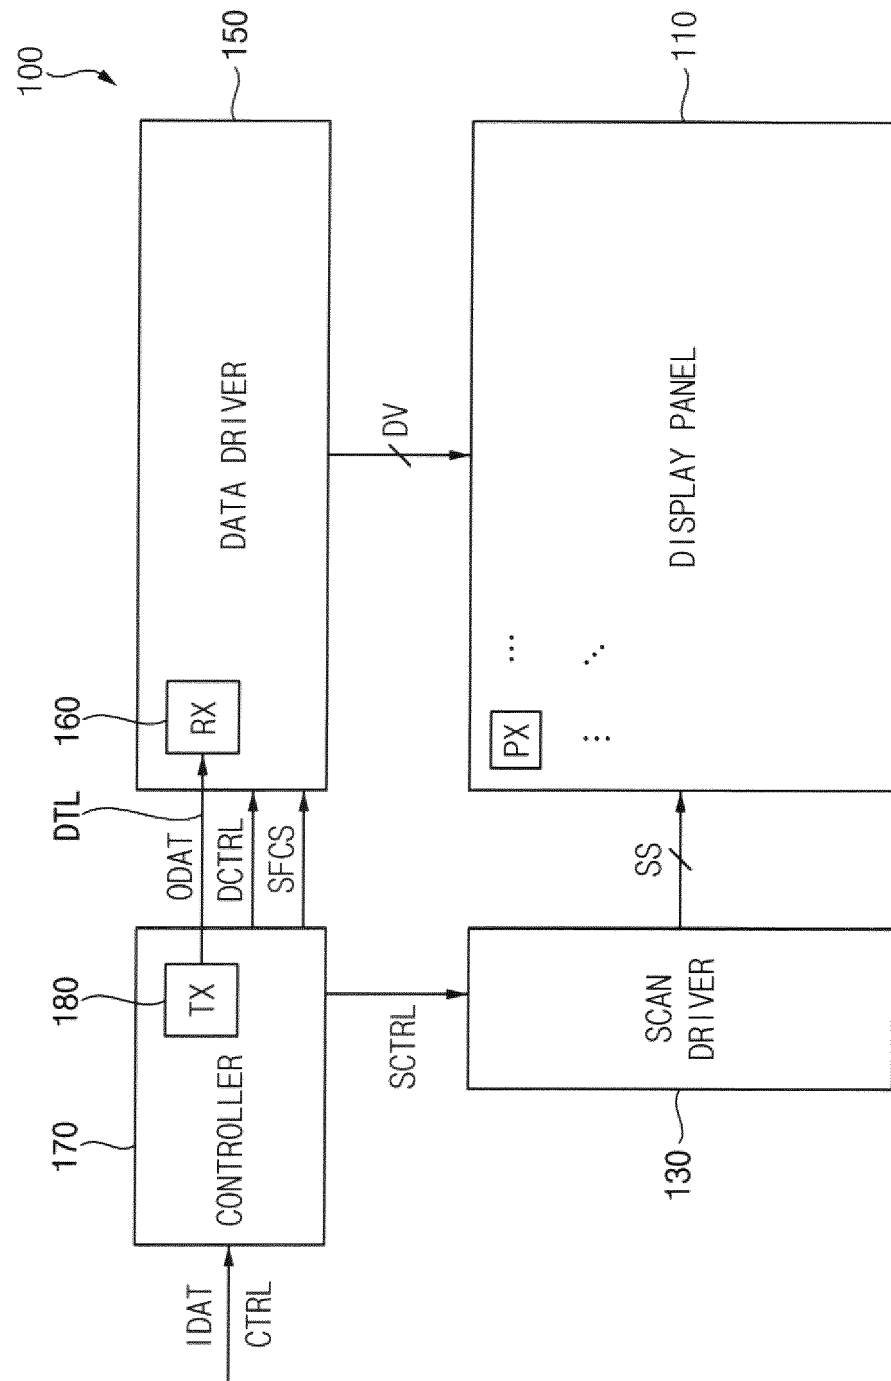 100
150
110
DATA DRIVER
DV
DISPLAY PANEL
160
RX
PX
...
...
...
DTL
ODAT
DCTRL
SFCS
SS
180
TX
170
CONTROLLER
SCTRL
SCAN
DRIVER
130
IDAT
CTRL